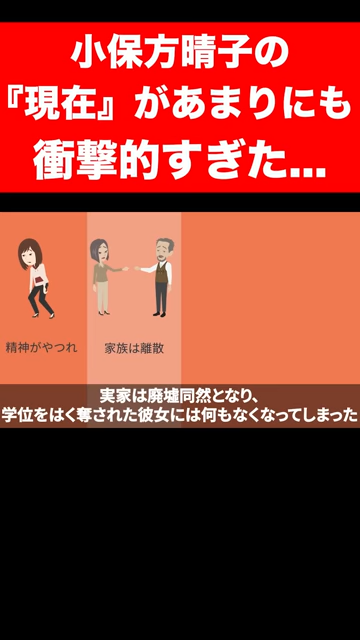 小保方晴子の
『現在』があまりにも
衝撃的すぎた...
精神がやつれ
家族は離散
実家は廃墟同然となり、
学位をはく奪された彼女には何もなくなってしまった